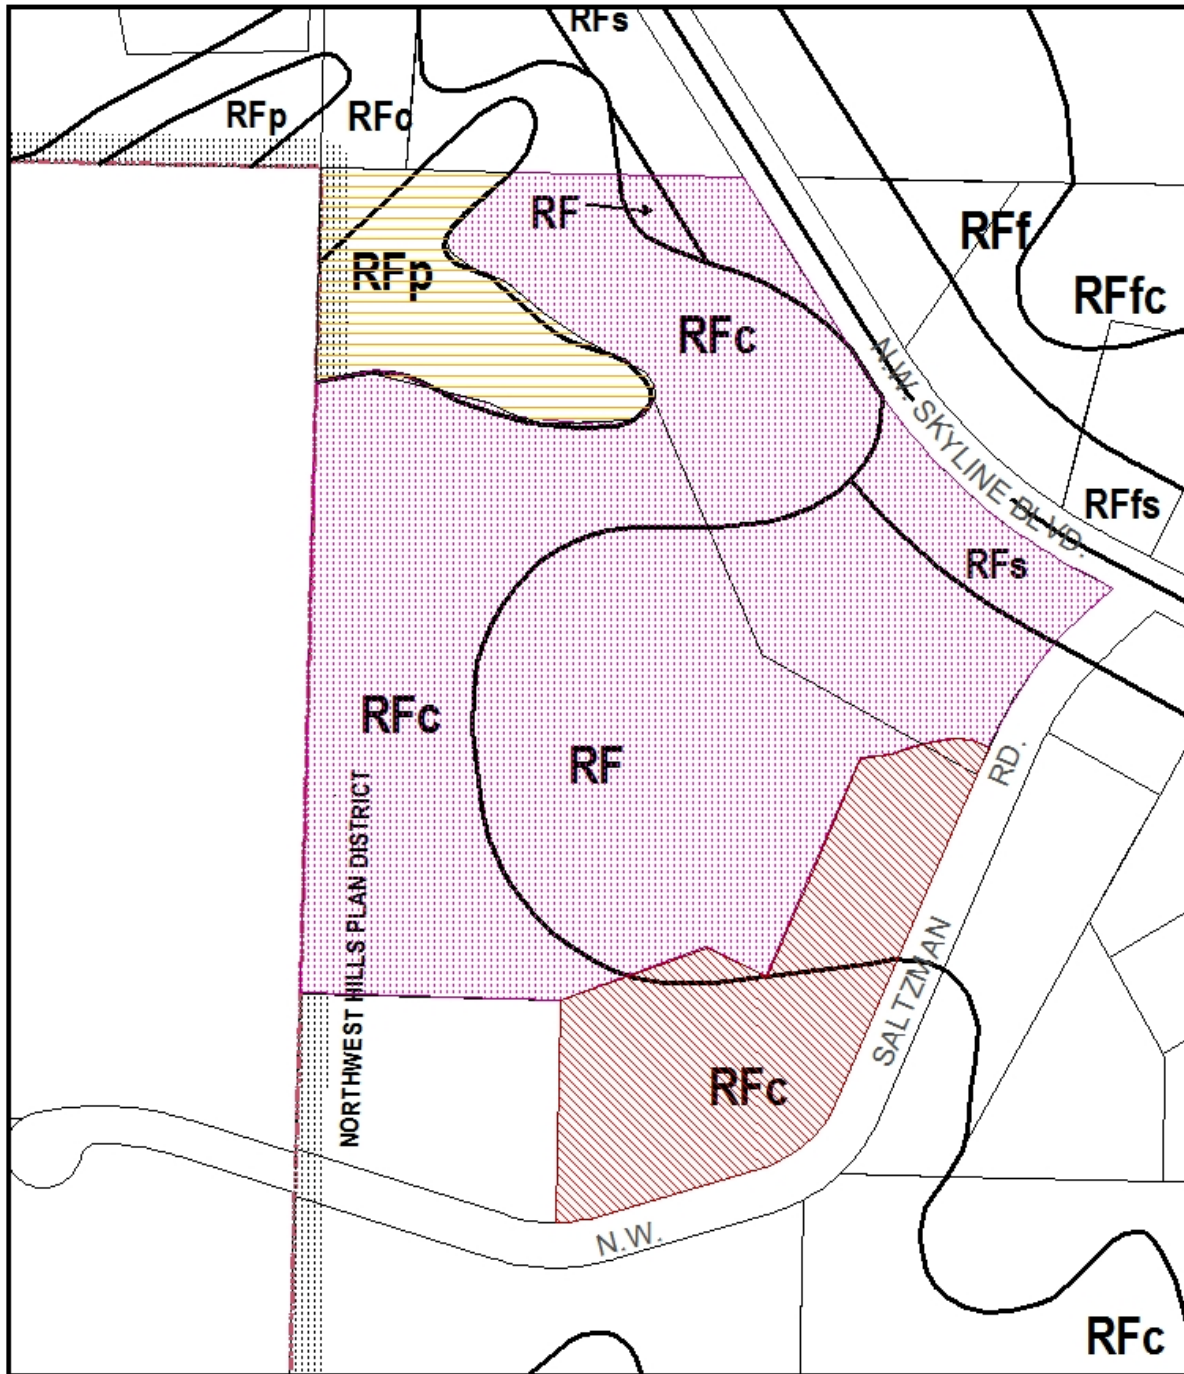 RFs
RFp
RFc
RF
RFf
RFp
RFfc
RFc
N.W. SKYLINE BLVD.
RFfs
RFs
RFc
RF
RD.
NORTHWEST HILLS PLAN DISTRICT
SALTZMAN
RFc
N.W.
RFc